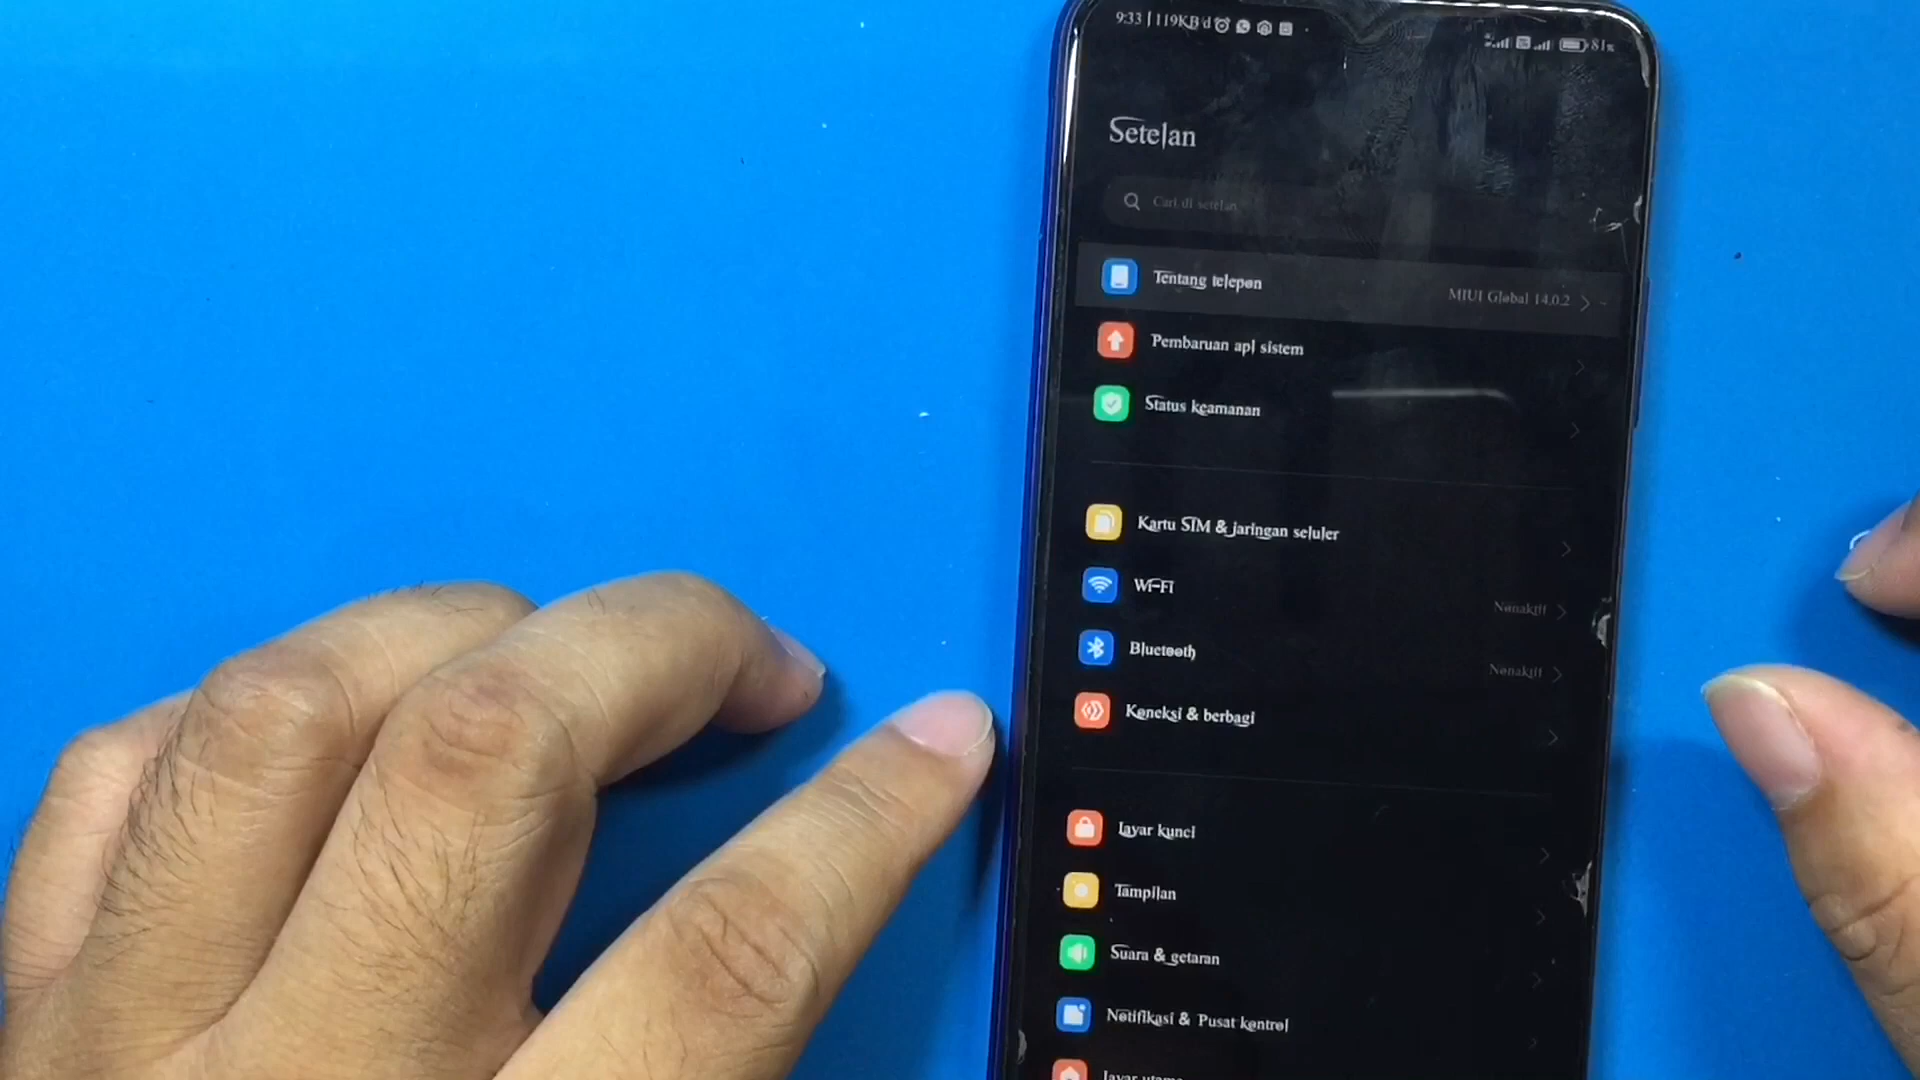 9:33 | 119KB/d
81%
Setelan
Cari di setelan
Tentang telepon
MIUI Global 14.0.2
Pembaruan apl sistem
Status keamanan
Kartu SIM & jaringan seluler
Wi-Fi
Nonaktif
Bluetooth
Nonaktif
Koneksi & berbagi
Layar kunci
Tampilan
Suara & getaran
Notifikasi & Pusat kontrol
Layar utama